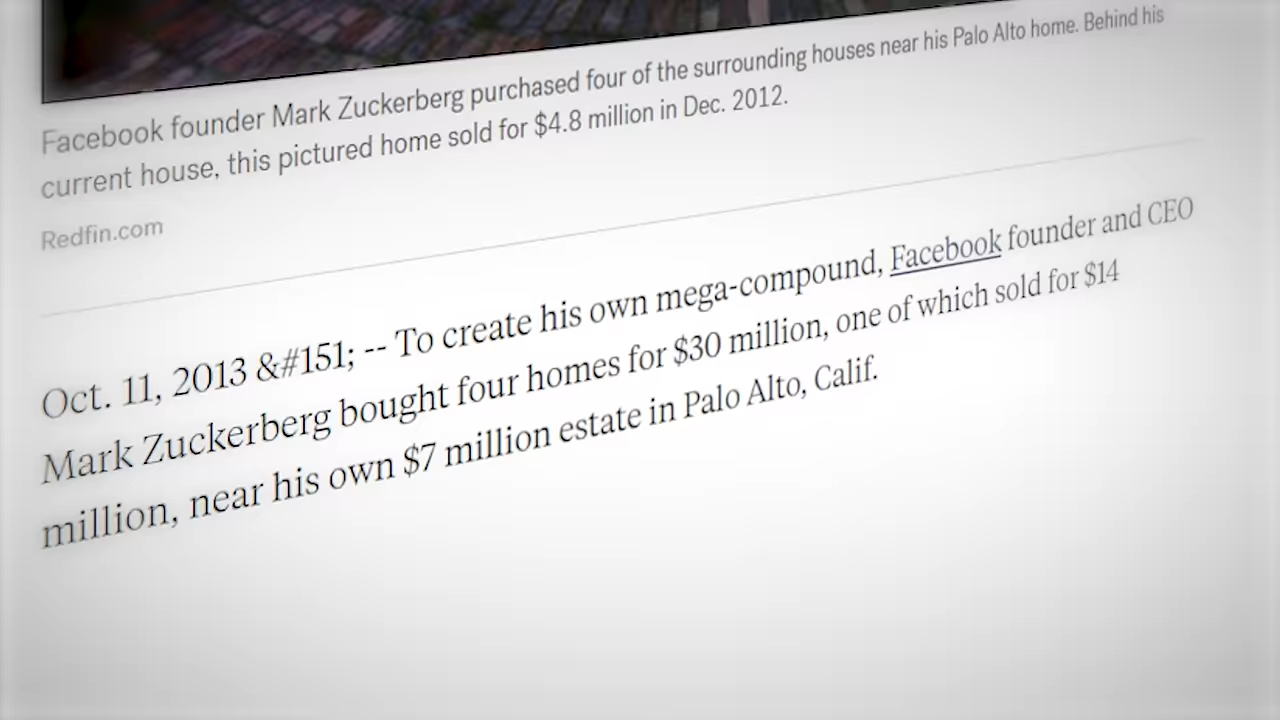 Facebook founder Mark Zuckerberg purchased four of the surrounding houses near his Palo Alto home. Behind his
current house, this pictured home sold for $4.8 million in Dec. 2012.
Redfin.com
Oct. 11, 2013 &#151; -- To create his own mega-compound, Facebook founder and CEO
Mark Zuckerberg bought four homes for $30 million, one of which sold for $14
million, near his own $7 million estate in Palo Alto, Calif.